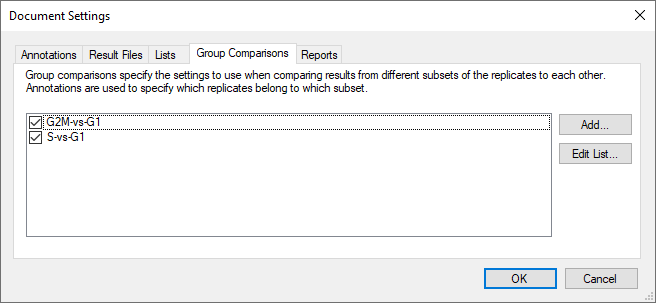 Document Settings
Annotations Result Files Lists Group Comparisons Reports
Group comparisons specify the settings to use when comparing results from different subsets of the replicates to each other.
Annotations are used to specify which replicates belong to which subset.
G2M-vs-G1
S-vs-G1
Add...
Edit List...
OK Cancel